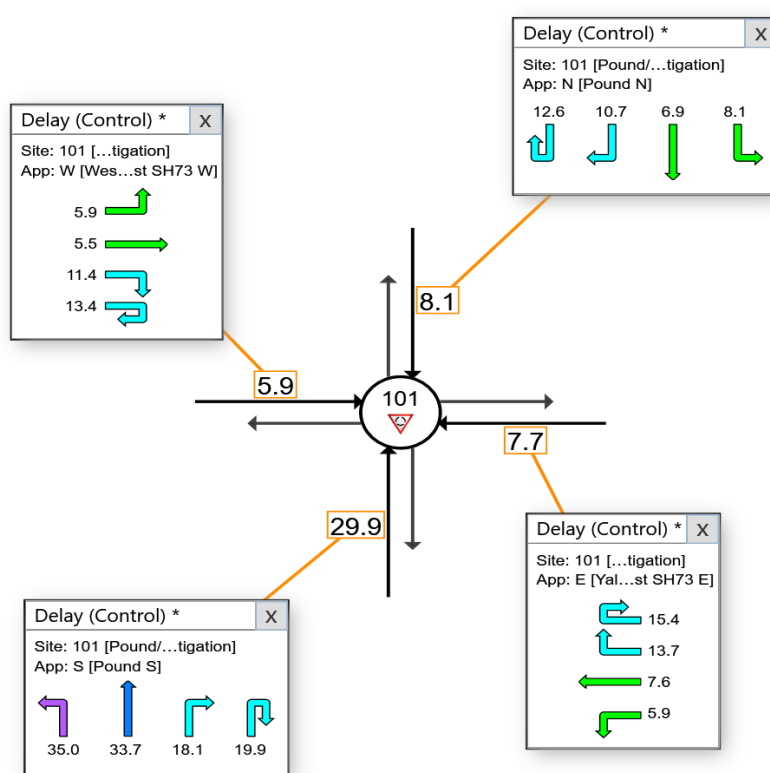 Delay (Control) * X
Site: 101 [Pound/…tigation]
App: N [Pound N]
12.6 10.7 6.9 8.1
Delay (Control) * X
Site: 101 […tigation]
App: W [Wes…st SH73 W]
5.9
5.5
11.4
13.4
8.1
5.9
101
7.7
29.9
Delay (Control) * X
Site: 101 […tigation]
App: E [Yal…st SH73 E]
15.4
13.7
7.6
5.9
Delay (Control) * X
Site: 101 [Pound/…tigation]
App: S [Pound S]
35.0 33.7 18.1 19.9